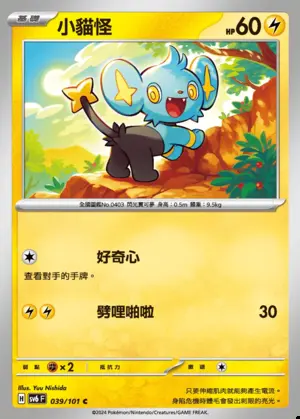 基礎
小貓怪
HP 60
全國圖鑑No.0403 閃光寶可夢 身高:0.5m 體重:9.5kg
好奇心
查看對手的手牌。
劈哩啪啦 30
弱點 ×2 抵抗力 撤退
Illus. Yuu Nishida
H SV6 F 039/101 C
只要伸縮肌肉就能夠產生電流。
身陷危機時體毛會發出刺眼的亮光。
©2024 Pokémon/Nintendo/Creatures/GAME FREAK.